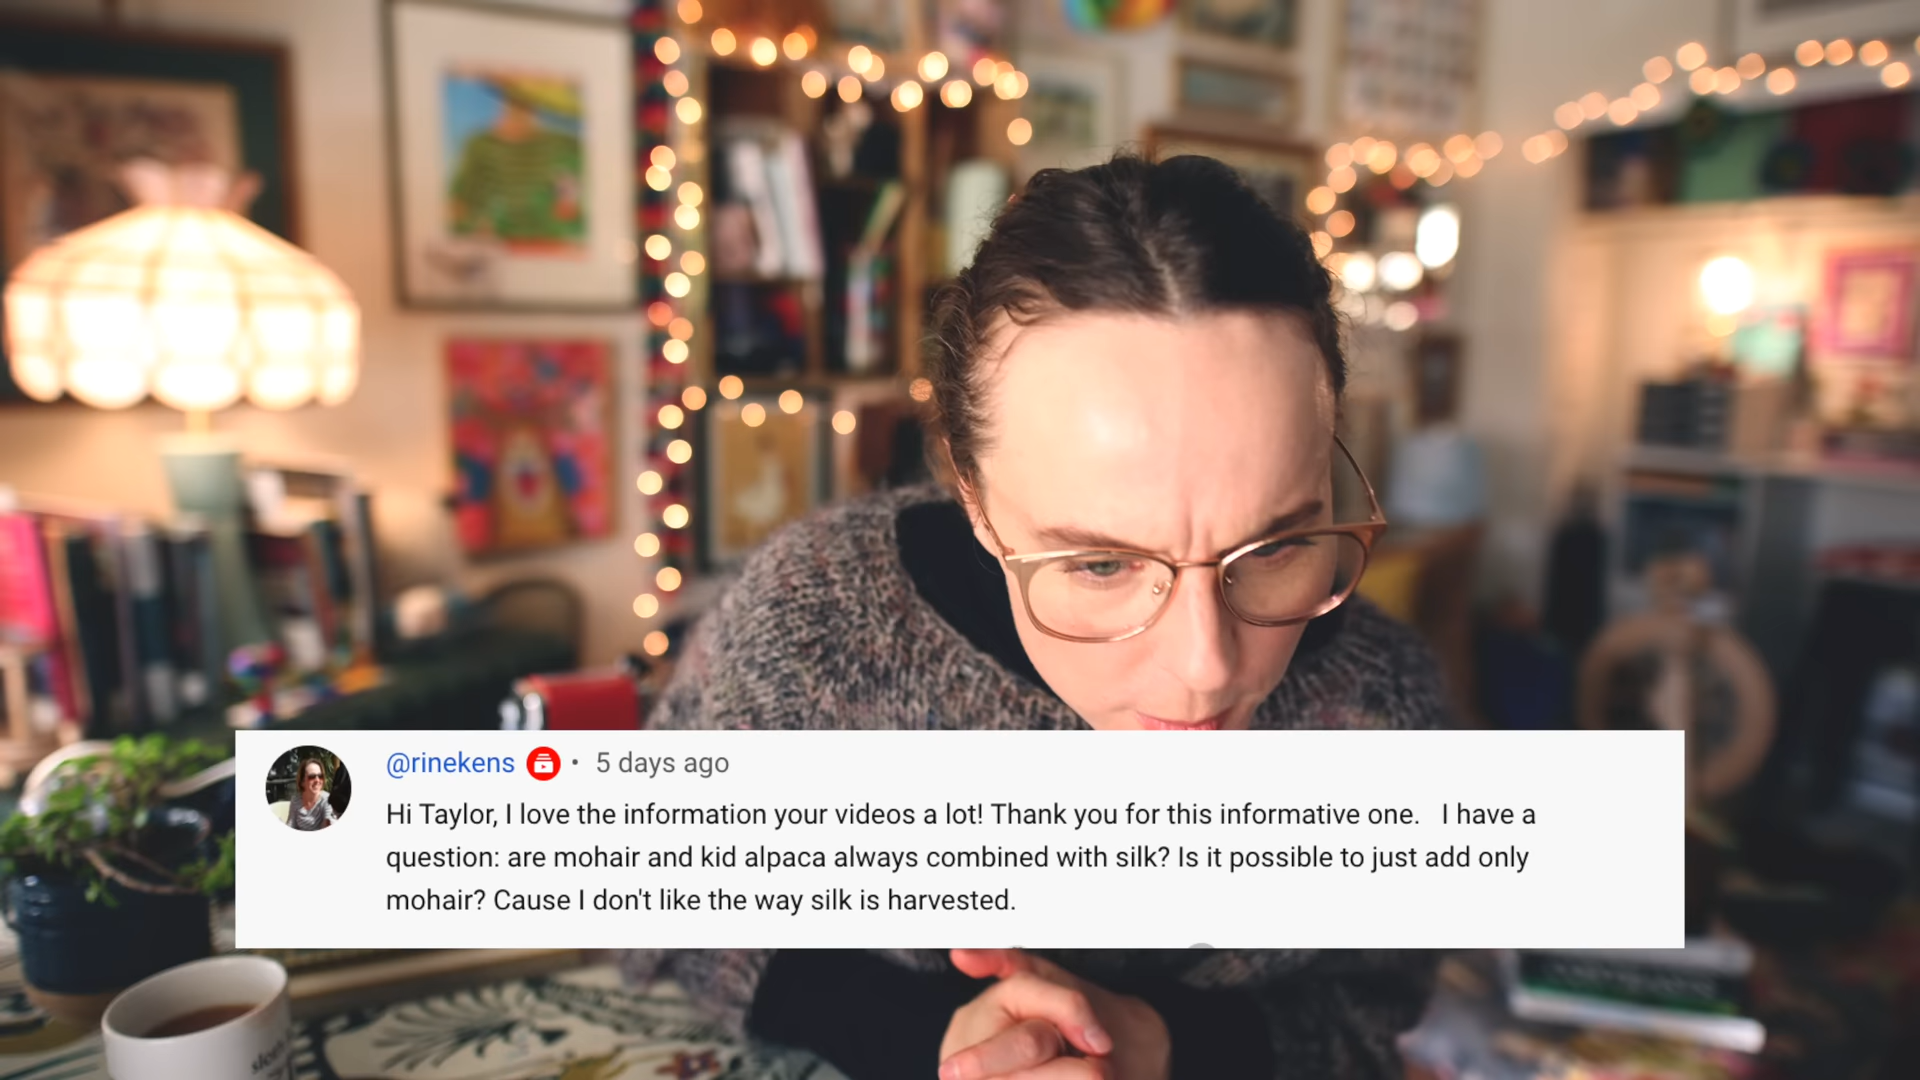 @rinekens • 5 days ago
Hi Taylor, I love the information your videos a lot! Thank you for this informative one.   I have a
question: are mohair and kid alpaca always combined with silk? Is it possible to just add only
mohair? Cause I don't like the way silk is harvested.